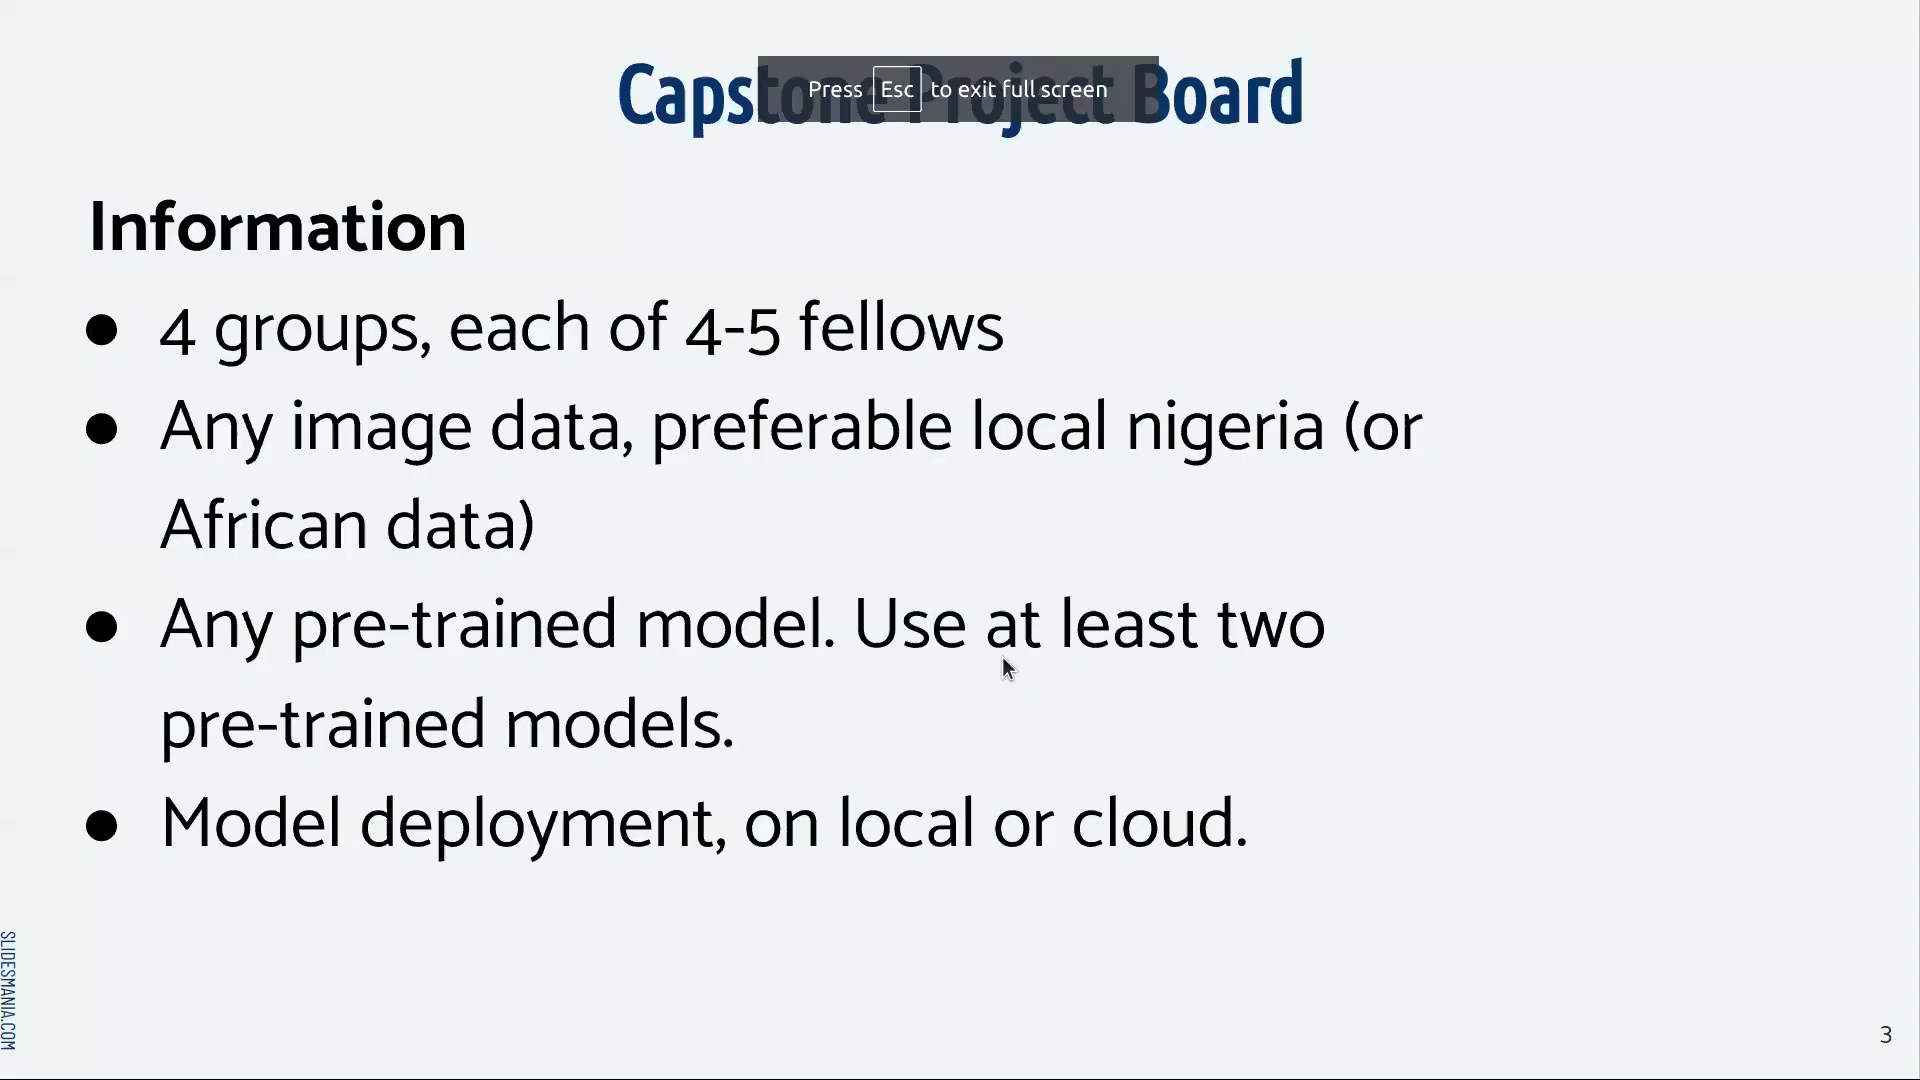 Capstone Project Board
Press Esc to exit full screen
Information
● 4 groups, each of 4-5 fellows
● Any image data, preferable local nigeria (or
African data)
● Any pre-trained model. Use at least two
pre-trained models.
● Model deployment, on local or cloud.
SLIDESMANIA.COM
3